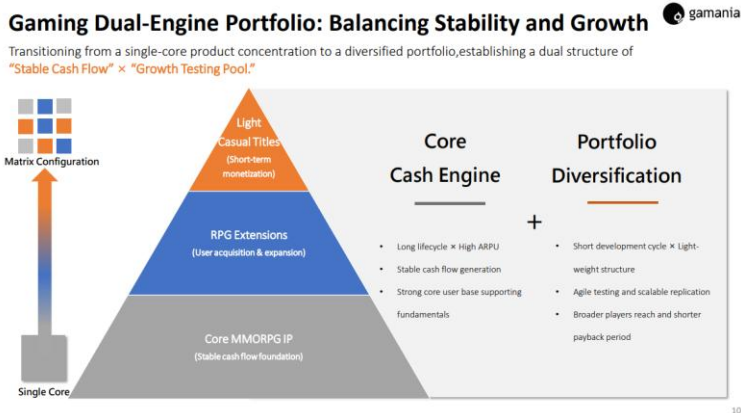 Gaming Dual-Engine Portfolio: Balancing Stability and Growth
gamania
Transitioning from a single-core product concentration to a diversified portfolio,establishing a dual structure of
“Stable Cash Flow” × “Growth Testing Pool.”
Matrix Configuration
Single Core
Light
Casual Titles
(Short-term
monetization)
RPG Extensions
(User acquisition & expansion)
Core MMORPG IP
(Stable cash flow foundation)
Core
Cash Engine
• Long lifecycle × High ARPU
• Stable cash flow generation
• Strong core user base supporting
fundamentals
+
Portfolio
Diversification
• Short development cycle × Light-
weight structure
• Agile testing and scalable replication
• Broader players reach and shorter
payback period
10